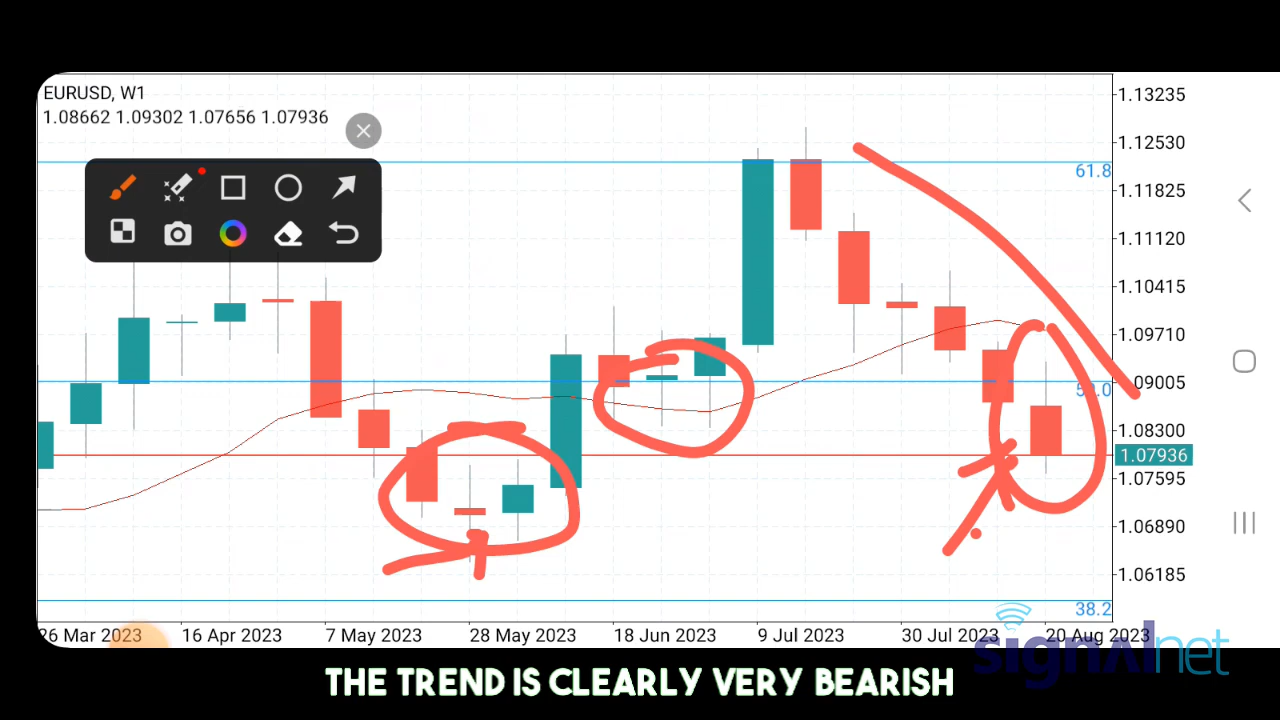 EURUSD, W1
1.08662 1.09302 1.07656 1.07936
1.13235
1.12530
61.8
1.11825
1.11120
1.10415
1.09710
1.09005
1.08300
1.07936
1.07595
1.06890
1.06185
38.2
26 Mar 2023 16 Apr 2023 7 May 2023 28 May 2023 18 Jun 2023 9 Jul 2023 30 Jul 2023 20 Aug 2023
signalnet
THE TREND IS CLEARLY VERY BEARISH